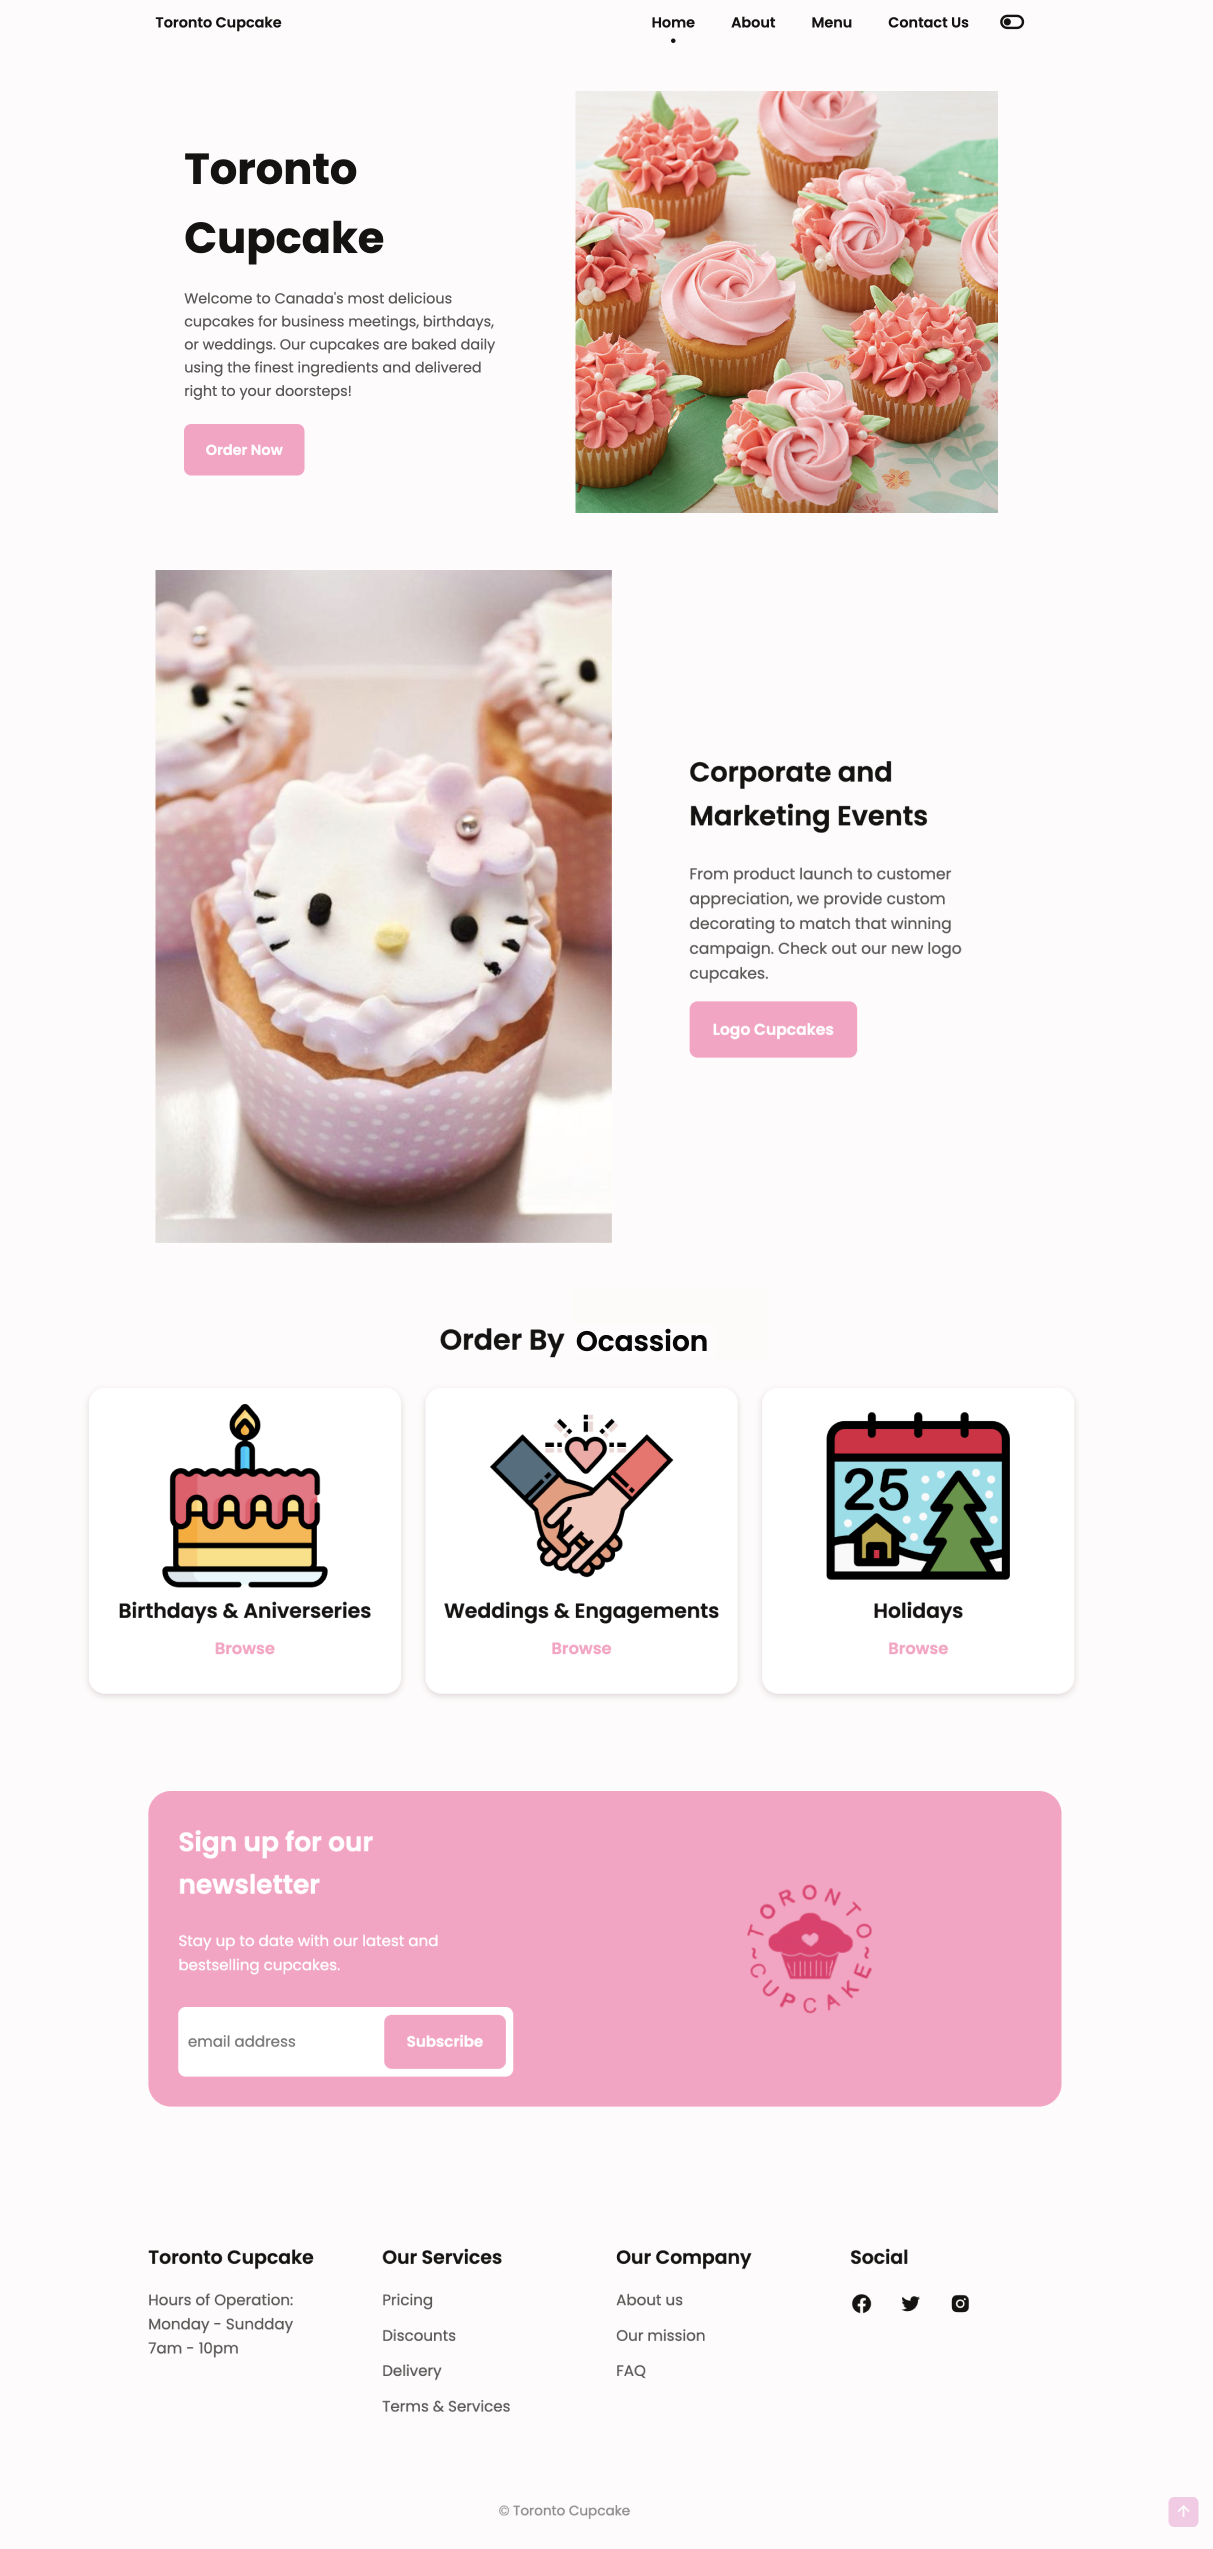 Toronto Cupcake
Home About Menu Contact Us
Toronto
Cupcake
Welcome to Canada's most delicious
cupcakes for business meetings, birthdays,
or weddings. Our cupcakes are baked daily
using the finest ingredients and delivered
right to your doorsteps!
Order Now
Corporate and
Marketing Events
From product launch to customer
appreciation, we provide custom
decorating to match that winning
campaign. Check out our new logo
cupcakes.
Logo Cupcakes
Order By Ocassion
25
Birthdays & Aniverseries
Browse
Weddings & Engagements
Browse
Holidays
Browse
Sign up for our
newsletter
Stay up to date with our latest and
bestselling cupcakes.
email address
Subscribe
TORONTO
~CUPCAKE~
Toronto Cupcake
Hours of Operation:
Monday - Sundday
7am - 10pm
Our Services
Pricing
Discounts
Delivery
Terms & Services
Our Company
About us
Our mission
FAQ
Social
© Toronto Cupcake